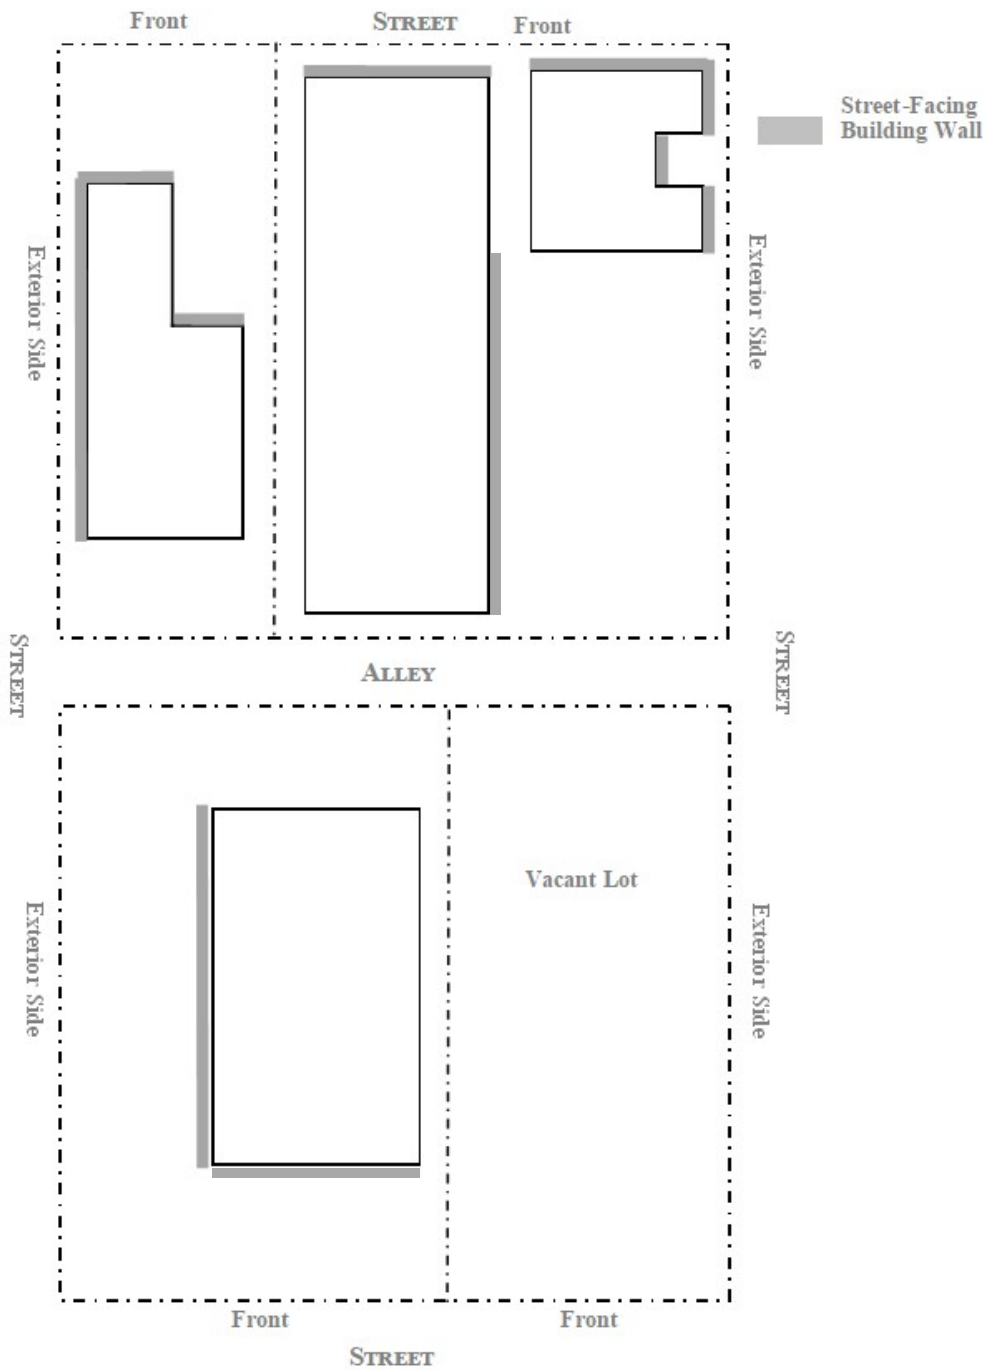 Front
STREET
Front
Street-Facing
Building Wall
Exterior Side
Exterior Side
STREET
ALLEY
STREET
Vacant Lot
Exterior Side
Exterior Side
Front
Front
STREET